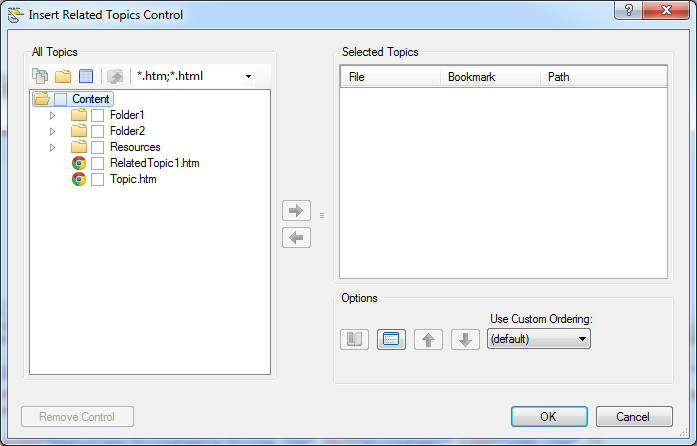 Insert Related Topics Control
?
All Topics
*.htm;*.html
Content
Folder1
Folder2
Resources
RelatedTopic1.htm
Topic.htm
Selected Topics
File Bookmark Path
Options
Use Custom Ordering:
(default)
Remove Control
OK
Cancel